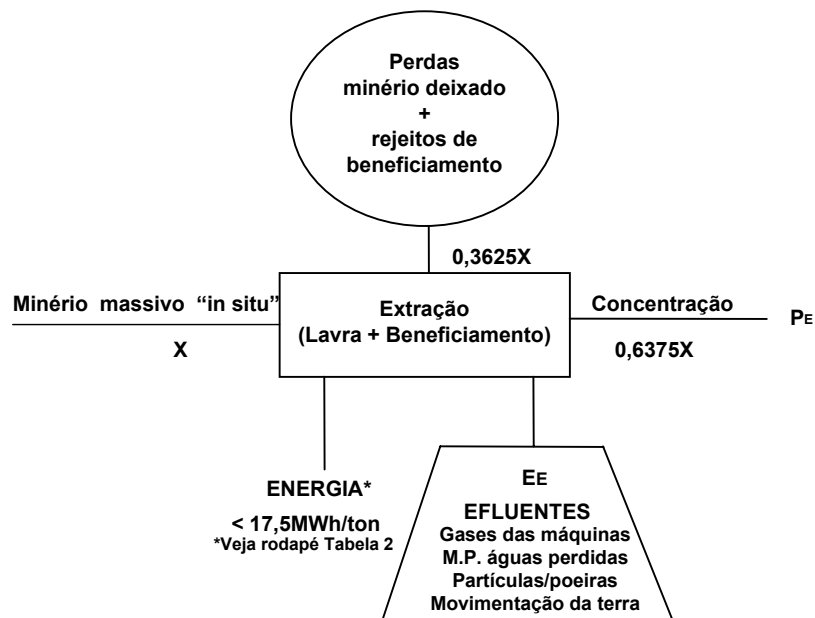 Perdas
minério deixado
+
rejeitos de
beneficiamento
0,3625X
Minério massivo “in situ”
X
Extração
(Lavra + Beneficiamento)
Concentração
0,6375X
PE
ENERGIA*
< 17,5MWh/ton
*Veja rodapé Tabela 2
EE
EFLUENTES
Gases das máquinas
M.P. águas perdidas
Partículas/poeiras
Movimentação da terra